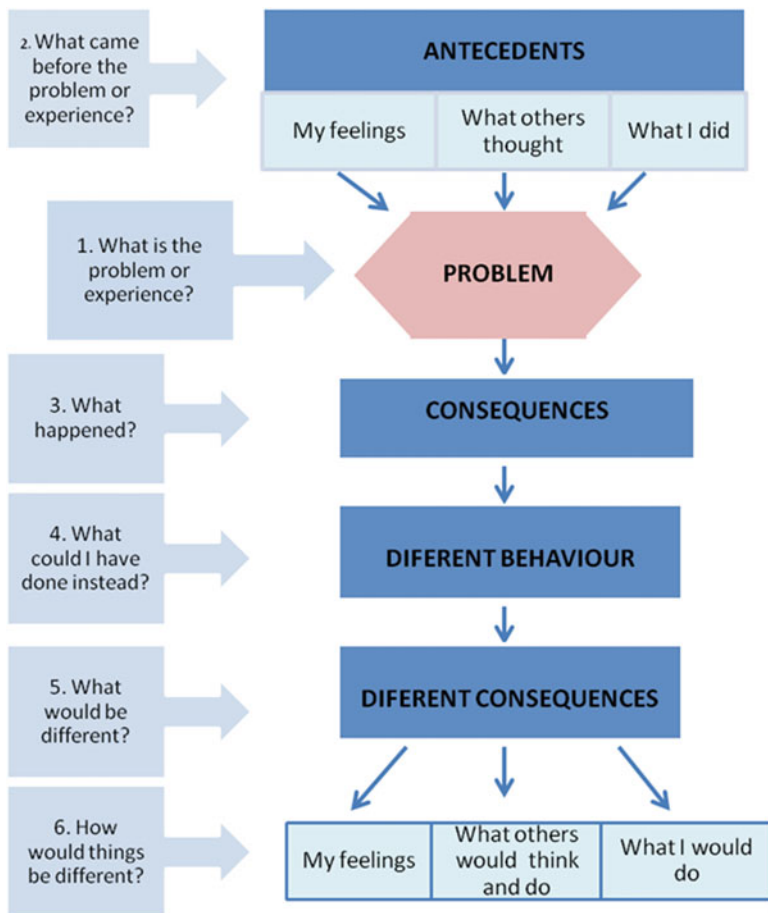 2. What came
before the
problem or
experience?
ANTECEDENTS
My feelings
What others
thought
What I did
1. What is the
problem or
experience?
PROBLEM
3. What
happened?
CONSEQUENCES
4. What
could I have
done instead?
DIFERENT BEHAVIOUR
5. What
would be
different?
DIFERENT CONSEQUENCES
6. How
would things
be different?
My feelings
What others
would think
and do
What I would
do